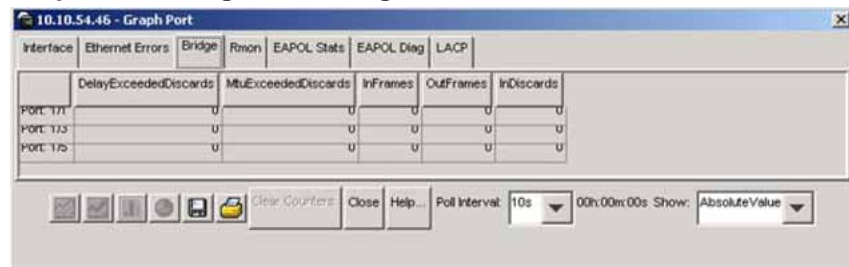 10.10.54.46 - Graph Port
Interface Ethernet Errors Bridge Rmon EAPOL Stats EAPOL Diag LACP
DelayExceededDiscards MtuExceededDiscards InFrames OutFrames InDiscards
Port: 1/1 0 0 0 0 0
Port: 1/3 0 0 0 0 0
Port: 1/5 0 0 0 0 0
Clear Counters Close Help... Poll Interval: 10s 00h:00m:00s Show: AbsoluteValue